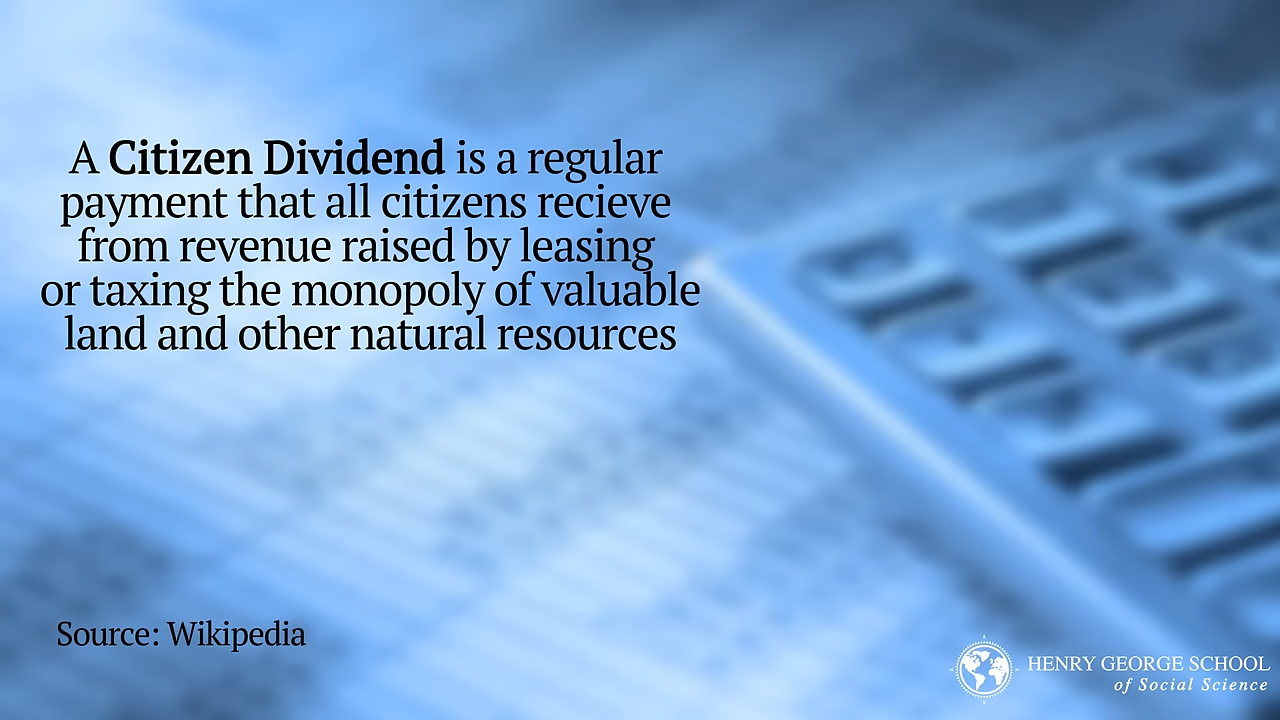 A Citizen Dividend is a regular
payment that all citizens recieve
from revenue raised by leasing
or taxing the monopoly of valuable
land and other natural resources
Source: Wikipedia
HENRY GEORGE SCHOOL
of Social Science